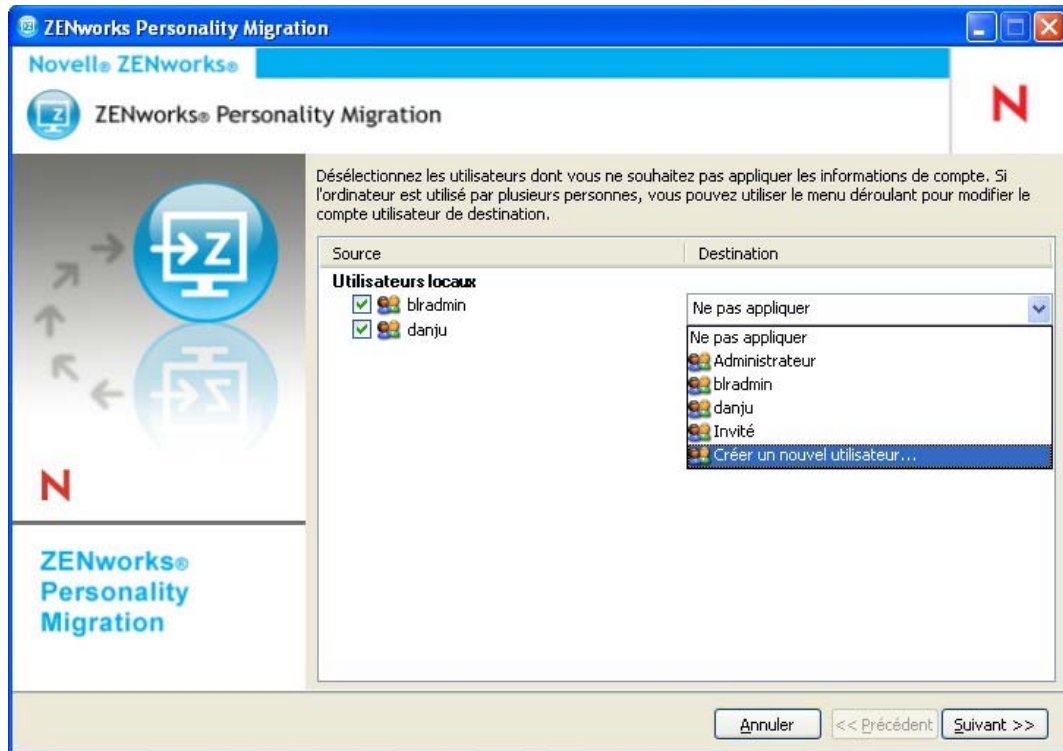 ZENworks Personality Migration
Novell® ZENworks®
ZENworks® Personality Migration
N
Désélectionnez les utilisateurs dont vous ne souhaitez pas appliquer les informations de compte. Si
l'ordinateur est utilisé par plusieurs personnes, vous pouvez utiliser le menu déroulant pour modifier le
compte utilisateur de destination.
Source Destination
Utilisateurs locaux
blradmin Ne pas appliquer
danju
Ne pas appliquer
Administrateur
blradmin
danju
Invité
Créer un nouvel utilisateur...
Z
N
ZENworks®
Personality
Migration
Annuler << Précédent Suivant >>